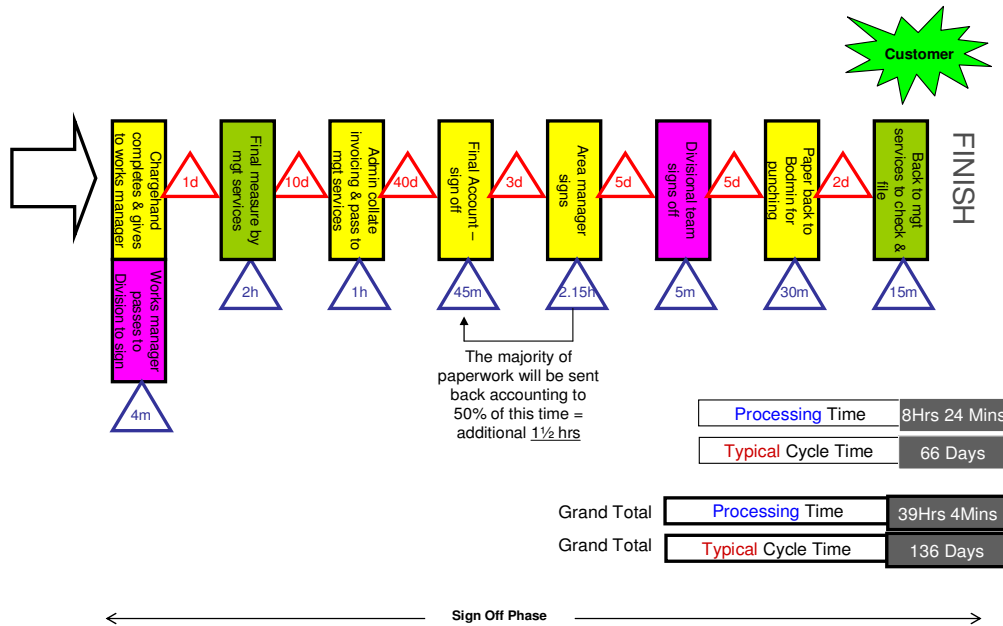 Customer
Chargehand
completes & gives
to works manager
1d
Final measure by
mgt services
10d
Admin collate
invoicing & pass to
mgt services
40d
Final Account –
sign off
3d
Area manager
signs
5d
Divisional team
signs off
5d
Paper back to
Bodmin for
punching
2d
Back to mgt
services to check &
file
FINISH
Works manager
passes to
Division to sign
4m
2h
1h
45m
2.15h
5m
30m
15m
The majority of
paperwork will be sent
back accounting to
50% of this time =
additional 1½ hrs
Processing Time 8Hrs 24 Mins
Typical Cycle Time 66 Days
Grand Total Processing Time 39Hrs 4Mins
Grand Total Typical Cycle Time 136 Days
Sign Off Phase